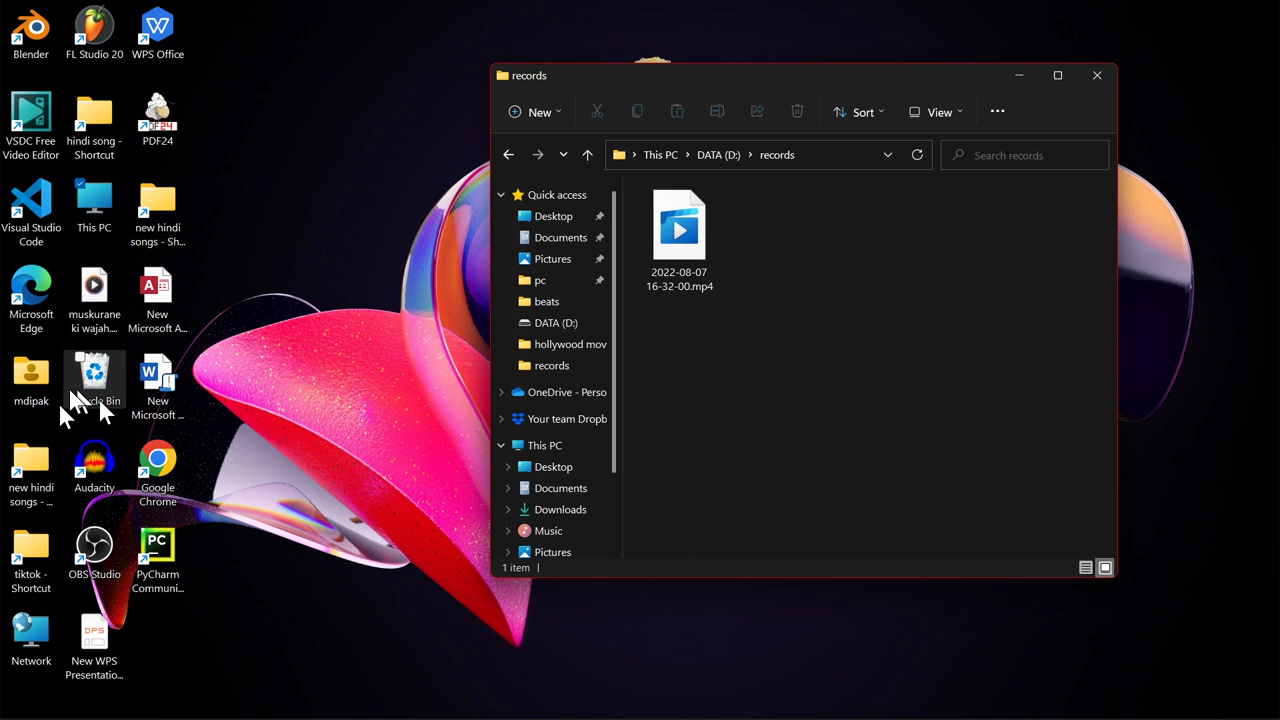 Blender
FL Studio 20
WPS Office
VSDC Free
Video Editor
hindi song -
Shortcut
PDF24
Visual Studio
Code
This PC
new hindi
songs - Sh...
Microsoft
Edge
muskurane
ki wajah....
New
Microsoft A...
mdipak
Bin
New
Microsoft ...
new hindi
songs - ...
Audacity
Google
Chrome
tiktok -
Shortcut
OBS Studio
PyCharm
Communi...
Network
New WPS
Presentatio...
records
New
Sort
View
This PC
DATA (D:)
records
Search records
Quick access
Desktop
Documents
Pictures
pc
beats
DATA (D:)
hollywood mov
records
OneDrive - Perso
Your team Dropb
This PC
Desktop
Documents
Downloads
Music
Pictures
2022-08-07
16-32-00.mp4
1 item
DPS
PC